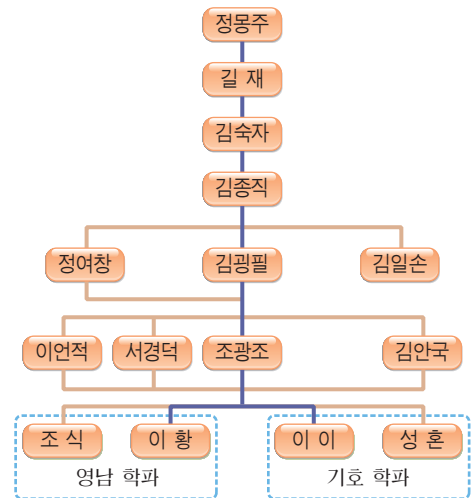 정몽주
길 재
김숙자
김종직
정여창 김굉필 김일손
이언적 서경덕 조광조 김안국
조 식 이 황 이 이 성 혼
영남 학파 기호 학파